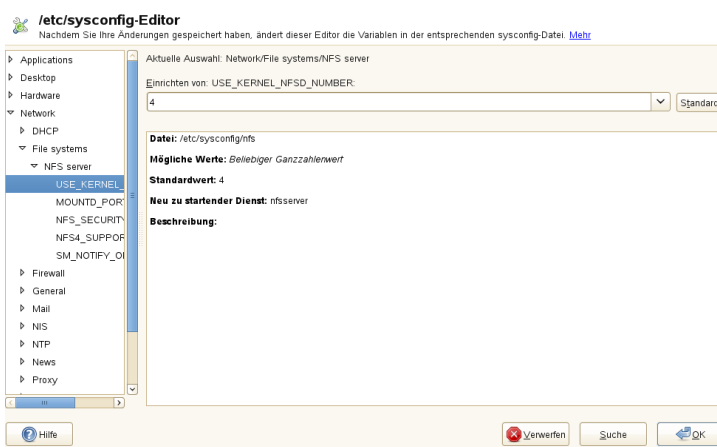 /etc/sysconfig-Editor
Nachdem Sie Ihre Änderungen gespeichert haben, ändert dieser Editor die Variablen in der entsprechenden sysconfig-Datei. Mehr
Applications
Desktop
Hardware
Network
DHCP
File systems
NFS server
USE_KERNEL_
MOUNTD_POR
NFS_SECURITY
NFS4_SUPPOR
SM_NOTIFY_O
Firewall
General
Mail
NIS
NTP
News
Proxy
Aktuelle Auswahl: Network/File systems/NFS server
Einrichten von: USE_KERNEL_NFSD_NUMBER:
4
Standard
Datei: /etc/sysconfig/nfs
Mögliche Werte: Beliebiger Ganzzahlenwert
Standardwert: 4
Neu zu startender Dienst: nfsserver
Beschreibung:
Hilfe
Verwerfen
Suche
OK